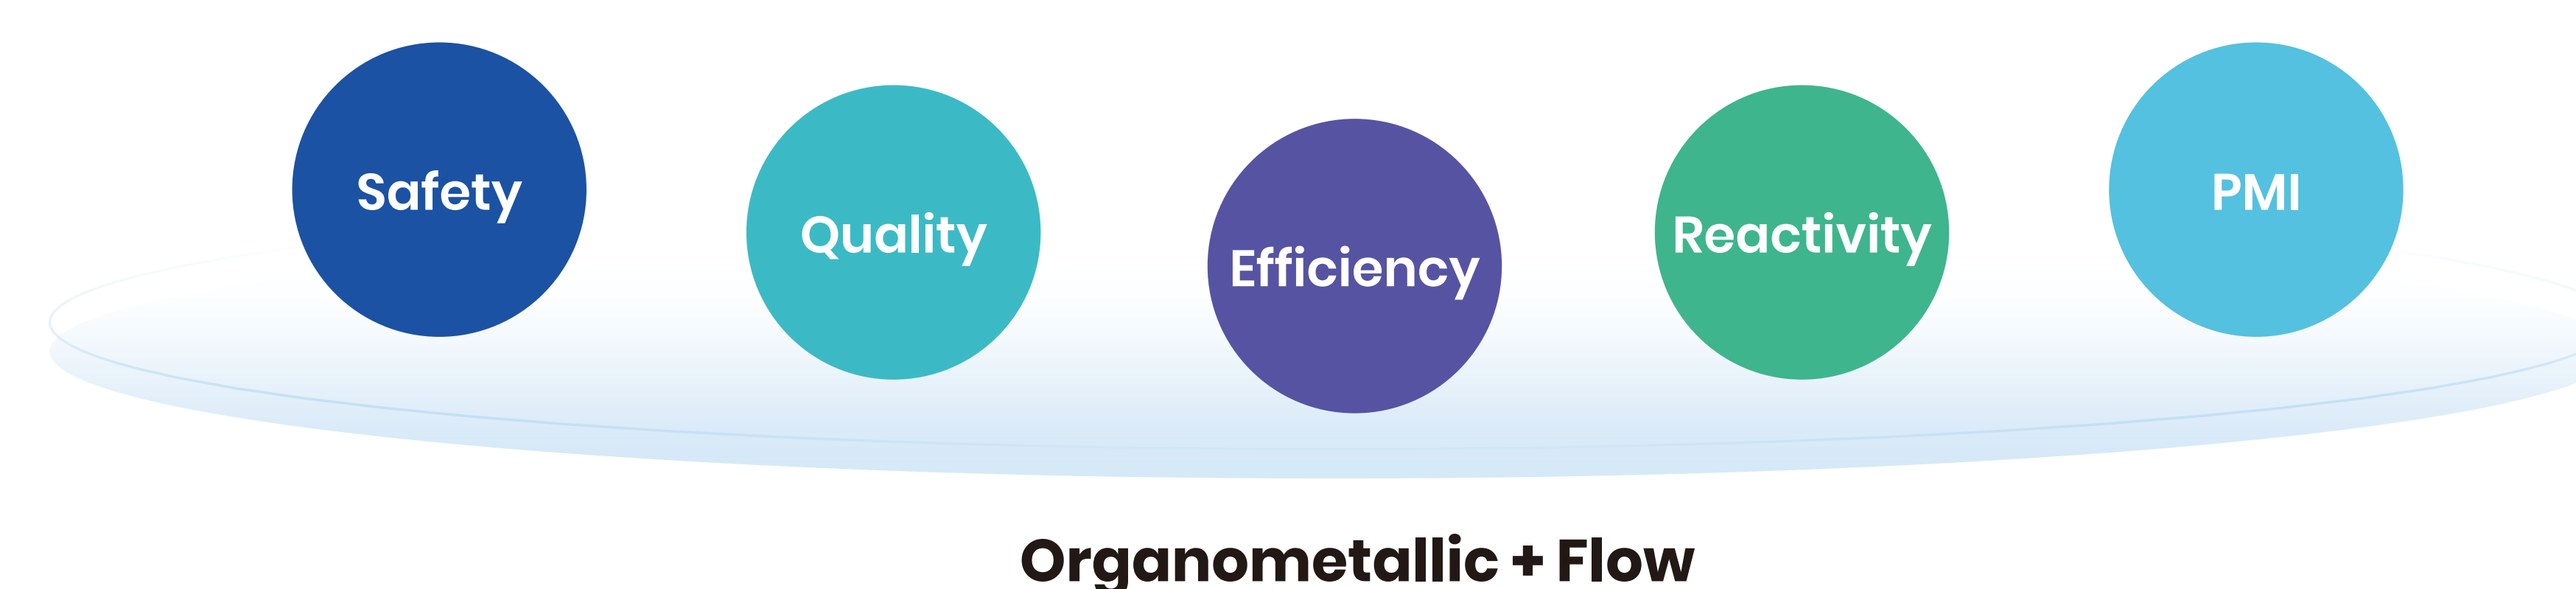 Safety
Quality
Efficiency
Reactivity
PMI
Organometallic + Flow